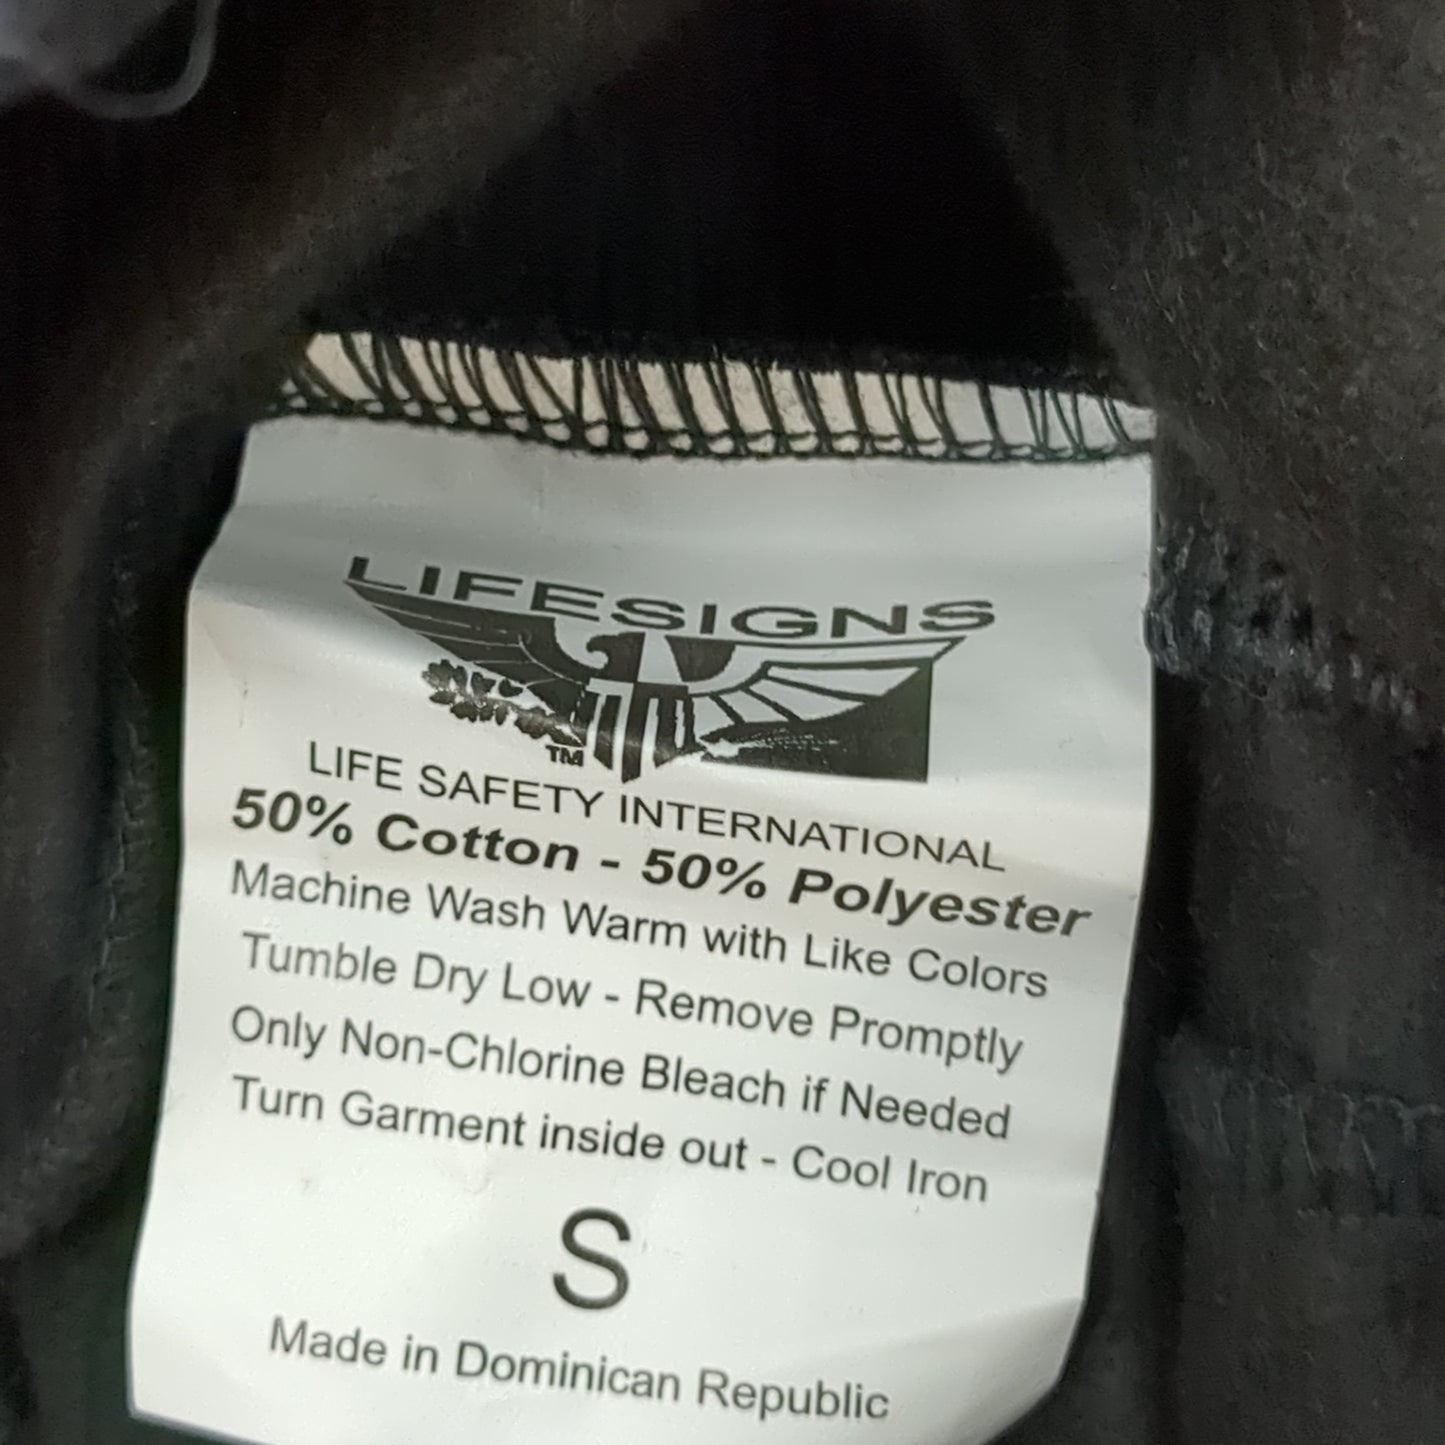 LIFESIGNS
TM
LIFE SAFETY INTERNATIONAL
50% Cotton - 50% Polyester
Machine Wash Warm with Like Colors
Tumble Dry Low - Remove Promptly
Only Non-Chlorine Bleach if Needed
Turn Garment inside out - Cool Iron
S
Made in Dominican Republic